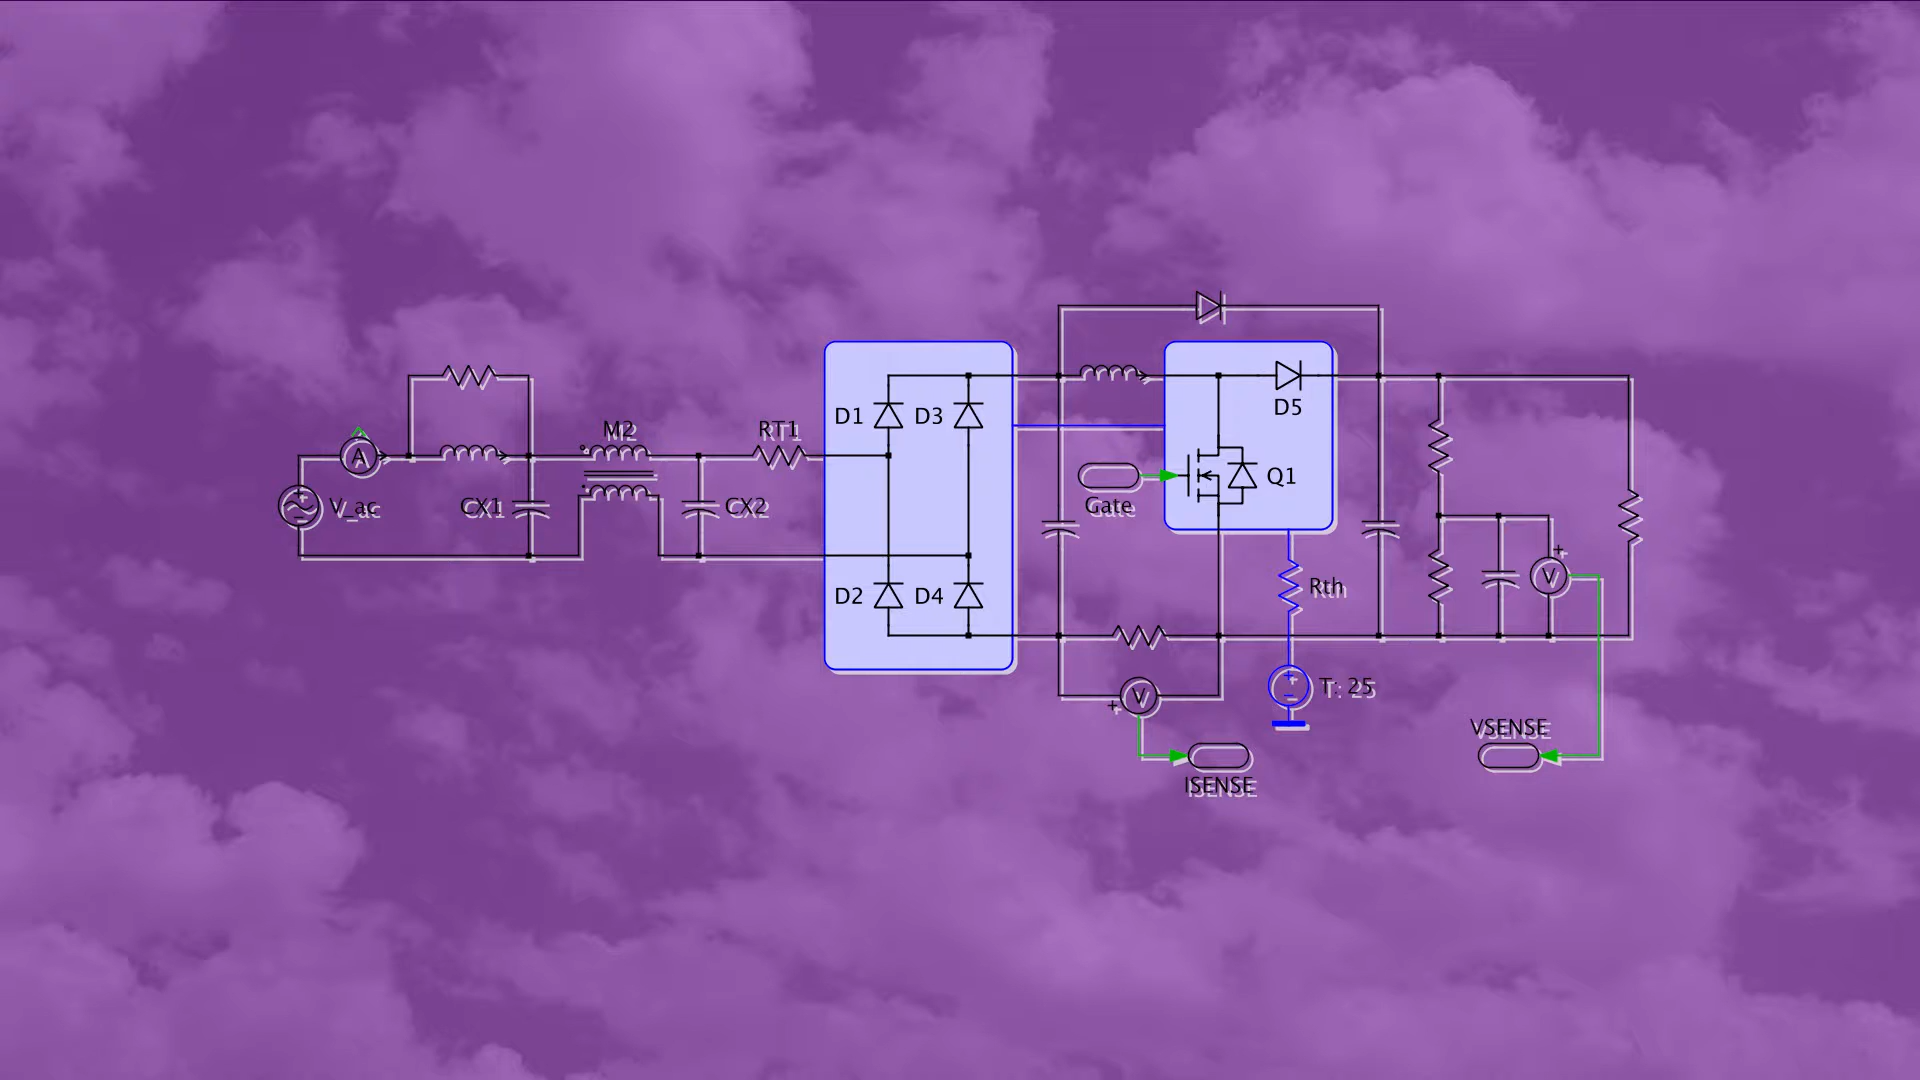 M2
RT1
D1
D3
D5
A
V_ac
CX1
CX2
Gate
Q1
D2
D4
Rth
V
V
T: 25
ISENSE
VSENSE